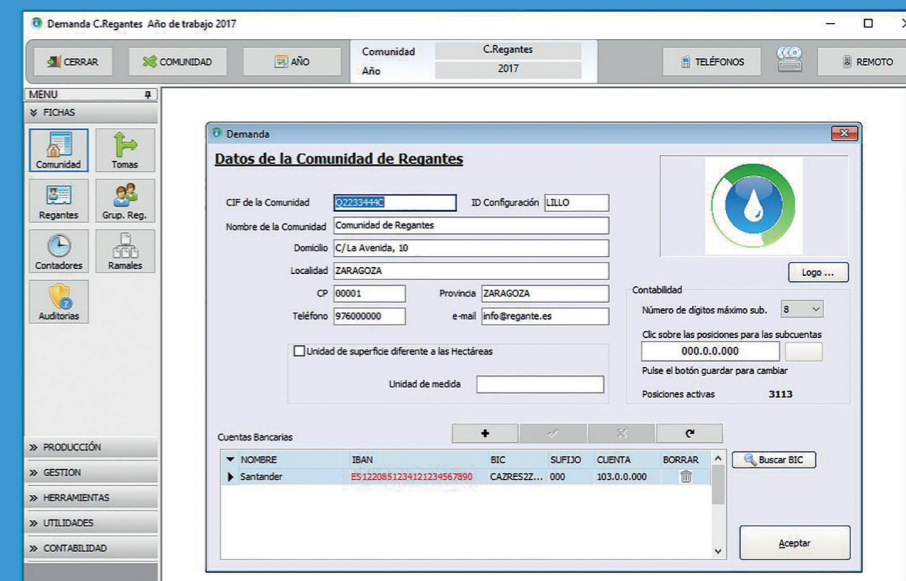 Demanda C.Regantes Año de trabajo 2017
CERRAR COMUNIDAD AÑO Comunidad C.Regantes TELÉFONOS REMOTO
Año 2017
MENU
FICHAS
Comunidad Tomas
Regantes Grup. Reg.
Contadores Ramales
Auditorias
PRODUCCIÓN
GESTION
HERRAMIENTAS
UTILIDADES
CONTABILIDAD
Demanda
Datos de la Comunidad de Regantes
CIF de la Comunidad Q2233444C ID Configuración LILLO
Nombre de la Comunidad Comunidad de Regantes
Domicilio C/La Avenida, 10
Localidad ZARAGOZA
CP 00001 Provincia ZARAGOZA
Teléfono 976000000 e-mail info@regante.es
Unidad de superficie diferente a las Hectáreas
Unidad de medida
Logo ...
Contabilidad
Número de dígitos máximo sub. 8
Clic sobre las posiciones para las subcuentas
000.0.0.000
Pulse el botón guardar para cambiar
Posiciones activas 3113
Cuentas Bancarias
NOMBRE IBAN BIC SUFIJO CUENTA BORRAR
Santander ES1220851234121234567890 CAZRES2Z... 000 103.0.0.000
Buscar BIC
Aceptar